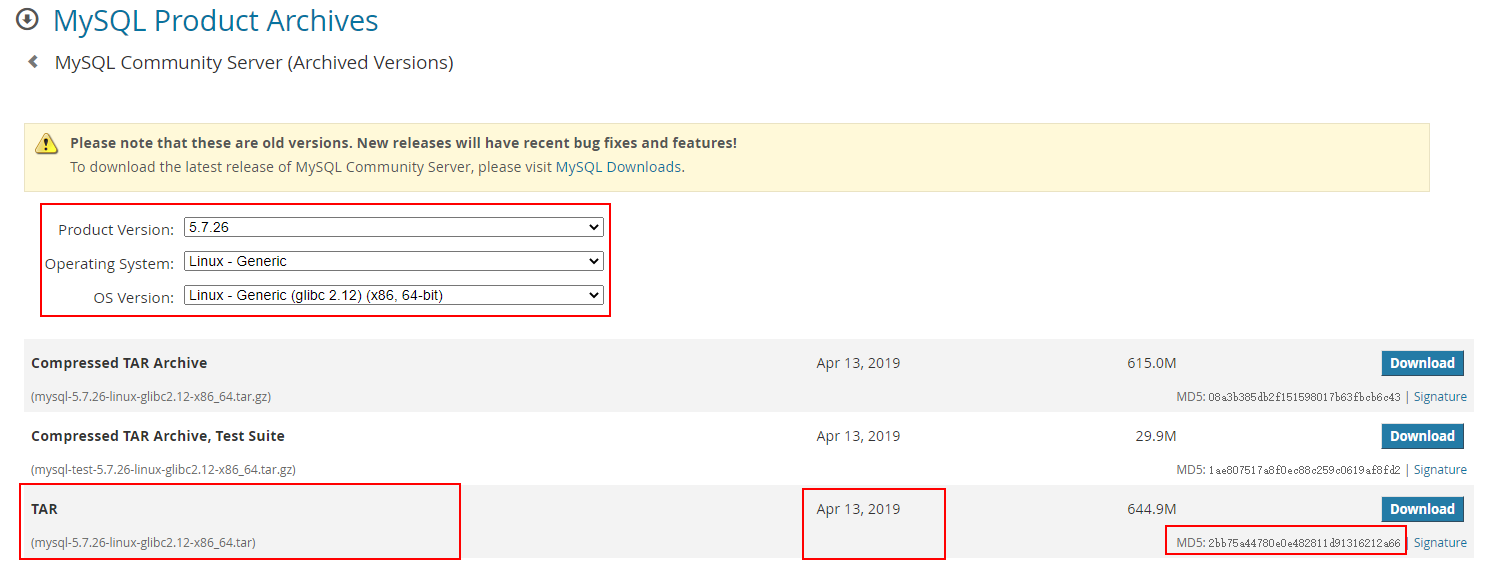 MySQL Product Archives
MySQL Community Server (Archived Versions)
Please note that these are old versions. New releases will have recent bug fixes and features!
To download the latest release of MySQL Community Server, please visit MySQL Downloads.
Product Version: 5.7.26
Operating System: Linux - Generic
OS Version: Linux - Generic (glibc 2.12) (x86, 64-bit)
Compressed TAR Archive Apr 13, 2019 615.0M Download
(mysql-5.7.26-linux-glibc2.12-x86_64.tar.gz) MD5: 08a3b385db2f151598017b63fbcb6c43 | Signature
Compressed TAR Archive, Test Suite Apr 13, 2019 29.9M Download
(mysql-test-5.7.26-linux-glibc2.12-x86_64.tar.gz) MD5: 1ae807517a8f0ec88c259c0619af8fd2 | Signature
TAR Apr 13, 2019 644.9M Download
(mysql-5.7.26-linux-glibc2.12-x86_64.tar) MD5: 2bb75a44780e0e482811d91316212a66 | Signature